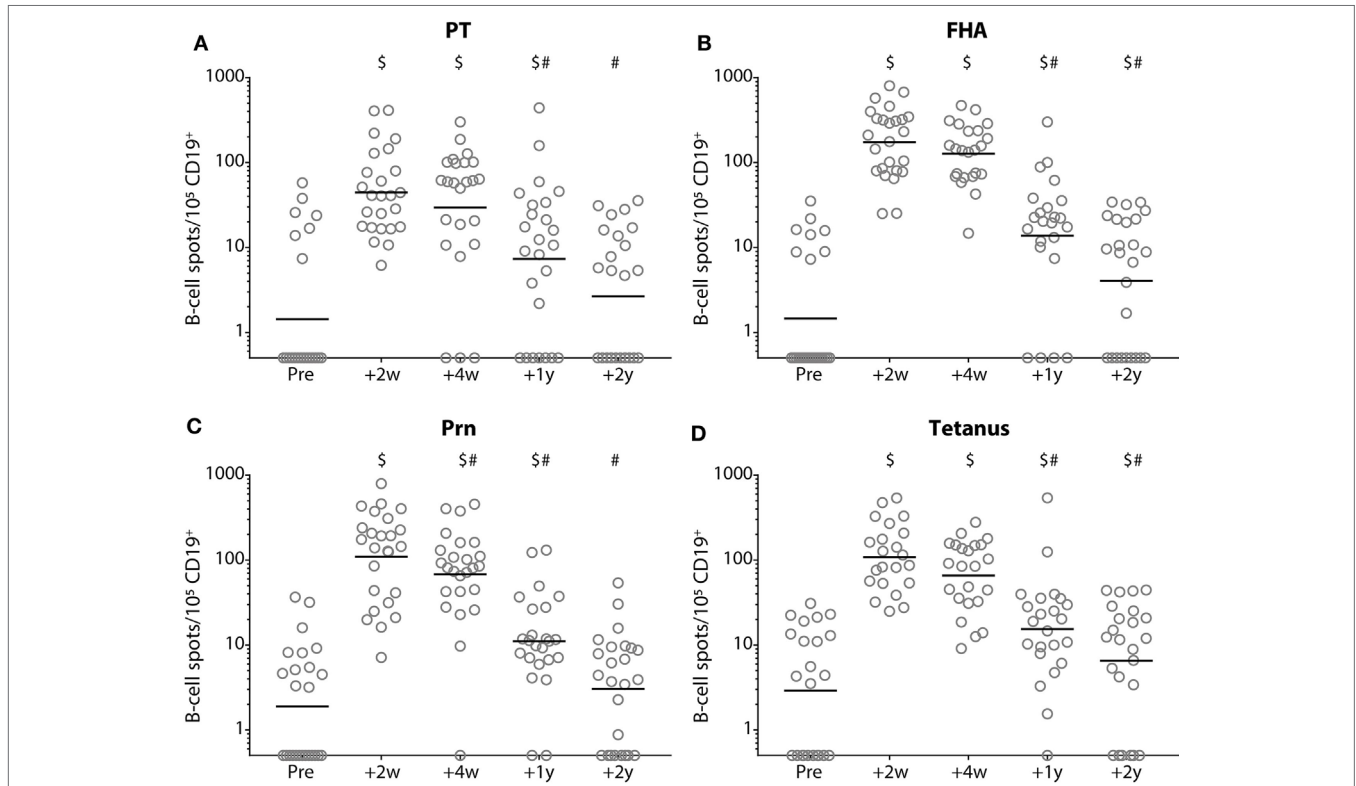 A PT
$ $ $# #
1000
100
10
1
B-cell spots/10⁵ CD19⁺
Pre +2w +4w +1y +2y
B FHA
$ $ $# $#
1000
100
10
1
B-cell spots/10⁵ CD19⁺
Pre +2w +4w +1y +2y
C Prn
$ $# $# #
1000
100
10
1
B-cell spots/10⁵ CD19⁺
Pre +2w +4w +1y +2y
D Tetanus
$ $ $# $#
1000
100
10
1
B-cell spots/10⁵ CD19⁺
Pre +2w +4w +1y +2y